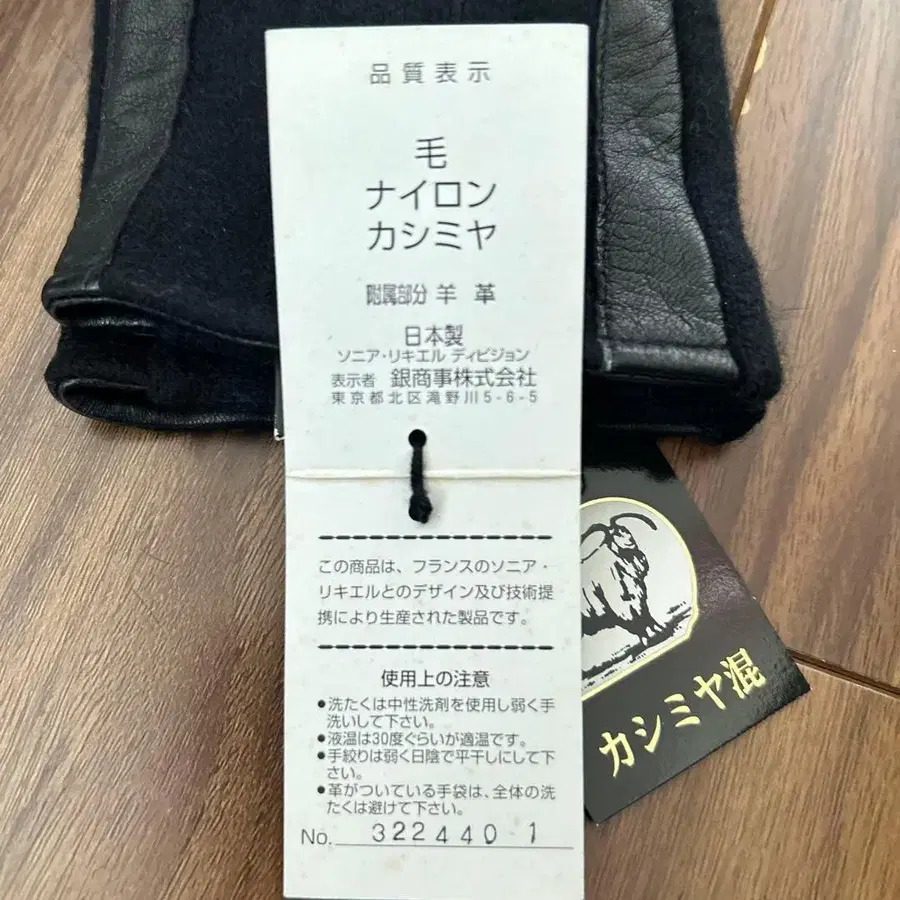 品質表示
毛
ナイロン
カシミヤ
附属部分 羊 革
日本製
ソニア・リキエル ディビジョン
表示者 銀商事株式会社
東京都北区滝野川5-6-5
この商品は、フランスのソニア・
リキエルとのデザイン及び技術提
携により生産された製品です。
使用上の注意
●洗たくは中性洗剤を使用し弱く手
洗いして下さい。
●液温は30度ぐらいが適温です。
●手絞りは弱く日陰で平干しにして下
さい。
●革がついている手袋は、全体の洗
たくは避けて下さい。
No. 322440 1
カシミヤ混